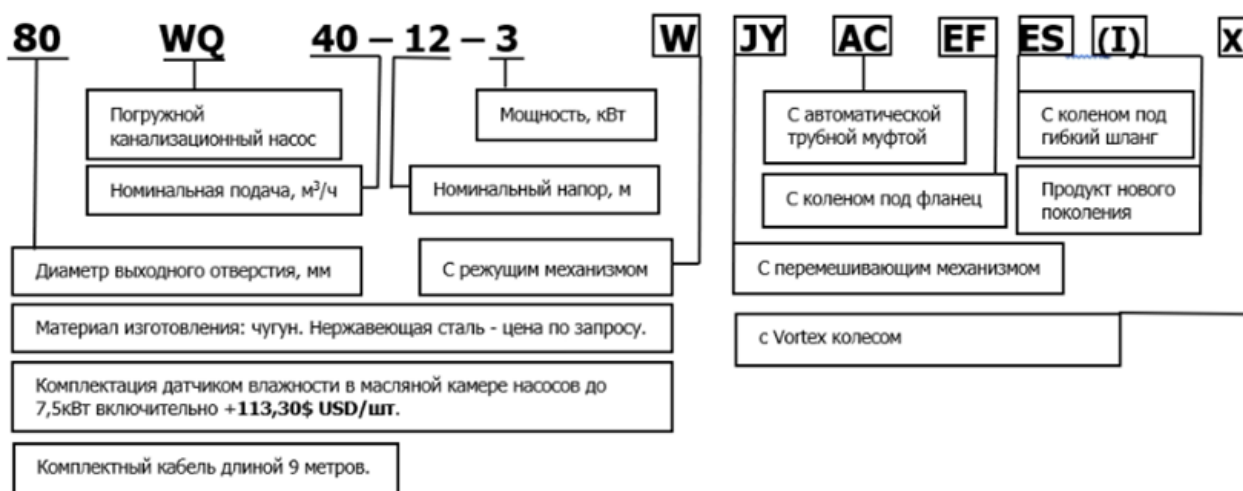 80 WQ 40 – 12 – 3 W JY AC EF ES (I) X
Погружной
канализационный насос
Мощность, кВт
С автоматической
трубной муфтой
С коленом под
гибкий шланг
Номинальная подача, м³/ч
Номинальный напор, м
С коленом под фланец
Продукт нового
поколения
Диаметр выходного отверстия, мм
С режущим механизмом
С перемешивающим механизмом
Материал изготовления: чугун. Нержавеющая сталь - цена по запросу.
с Vortex колесом
Комплектация датчиком влажности в масляной камере насосов до
7,5кВт включительно +113,30$ USD/шт.
Комплектный кабель длиной 9 метров.